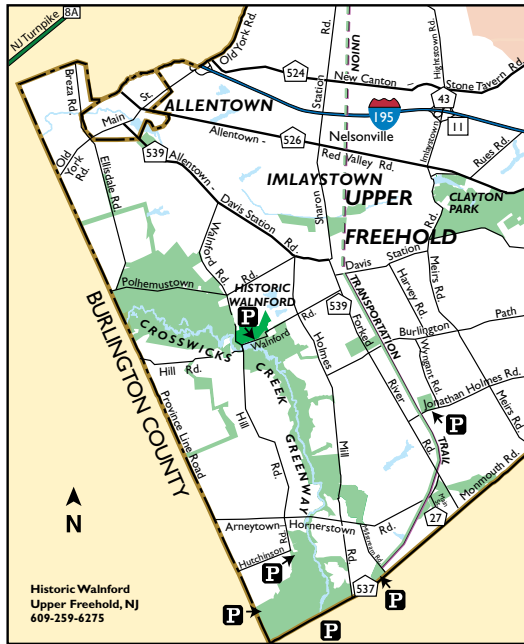 NJ Turnpike
8A
Old York Rd.
UNION
Hightstown Rd.
Breza Rd.
524
New Canton -
Stone Tavern Rd.
Station
Main St.
ALLENTOWN
195
43
11
Allentown -
526
Nelsonville
Red Valley Rd.
Imlaystown
Rues Rd.
Old York Rd.
539
Allentown -
Davis Station
Rd.
IMLAYSTOWN
Ellisdale Rd.
Walnford Rd.
Sharon
UPPER
FREEHOLD
CLAYTON
PARK
Davis Station Rd.
Polhemustown Rd.
HISTORIC
WALNFORD
P
Walnford Rd.
TRANSPORTATION
TRAIL
Harvey Rd.
Meirs Rd.
539
Forked River Rd.
Burlington Path
BURLINGTON COUNTY
CROSSWICKS
CREEK
GREENWAY
Holmes Mill Rd.
Wyngant Rd.
Jonathan Holmes Rd.
Meirs Rd.
Hill Rd.
Hill Rd.
P
Province Line Road
Monmouth Rd.
N
Arneytown - Hornerstown Rd.
27
Hutchinson Rd.
P
537
P
P
P
Historic Walnford
Upper Freehold, NJ
609-259-6275